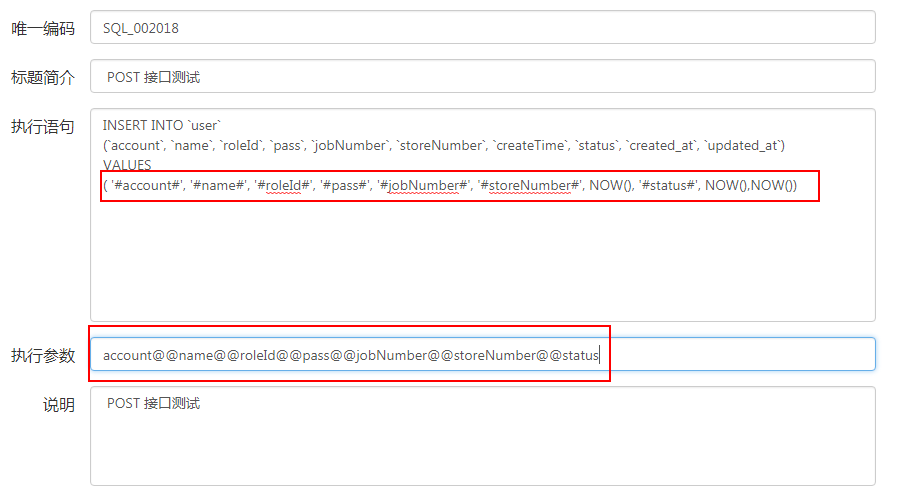 唯一编码 SQL_002018
标题简介 POST 接口测试
执行语句 INSERT INTO `user`
(`account`, `name`, `roleId`, `pass`, `jobNumber`, `storeNumber`, `createTime`, `status`, `created_at`, `updated_at`)
VALUES
( '#account#', '#name#', '#roleId#', '#pass#', '#jobNumber#', '#storeNumber#', NOW(), '#status#', NOW(),NOW())
执行参数 account@@name@@roleId@@pass@@jobNumber@@storeNumber@@status
说明 POST 接口测试